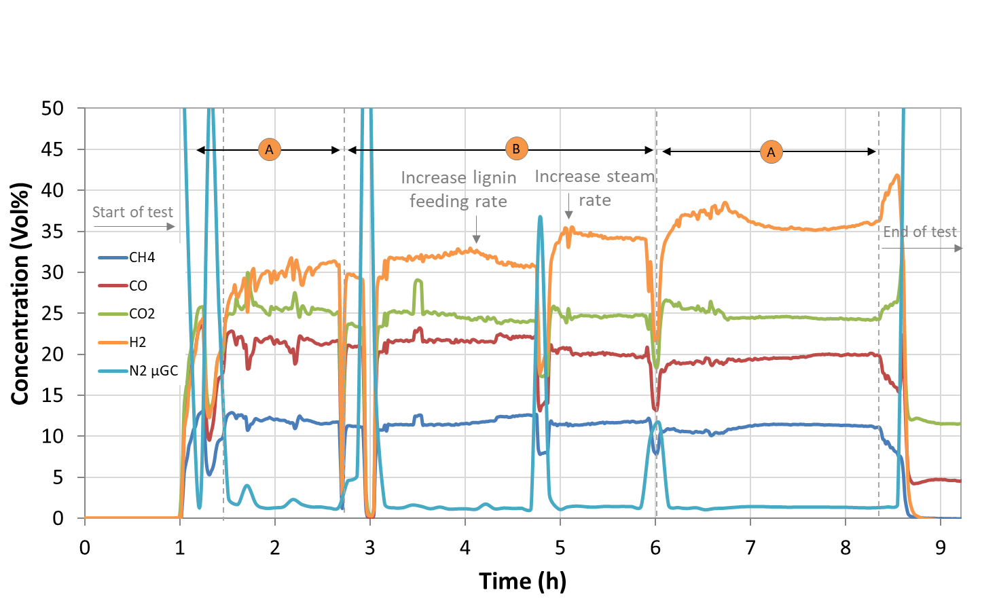 50
45
40
35
30
25
20
15
10
5
0
Concentration (Vol%)
A
B
A
Increase lignin
feeding rate
Increase steam
rate
Start of test
End of test
CH4
CO
CO2
H2
N2 µGC
0 1 2 3 4 5 6 7 8 9
Time (h)